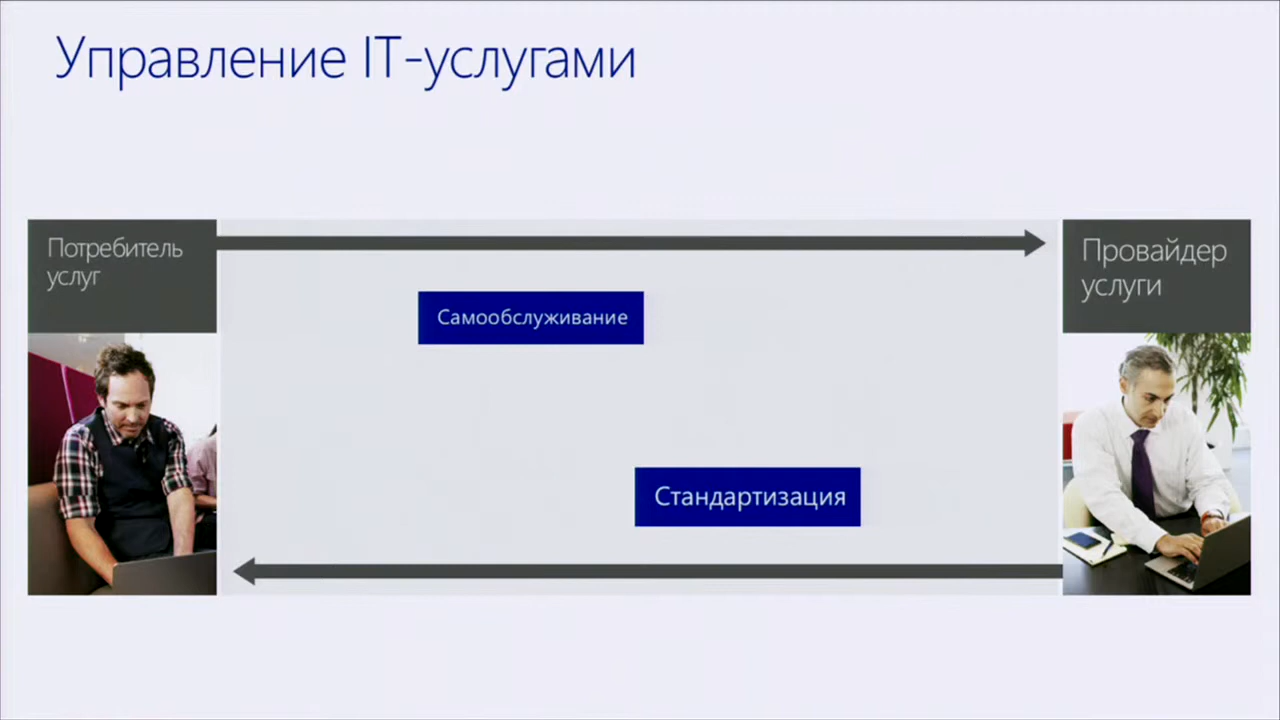 Управление IT-услугами
Потребитель
услуг
Провайдер
услуги
Самообслуживание
Стандартизация